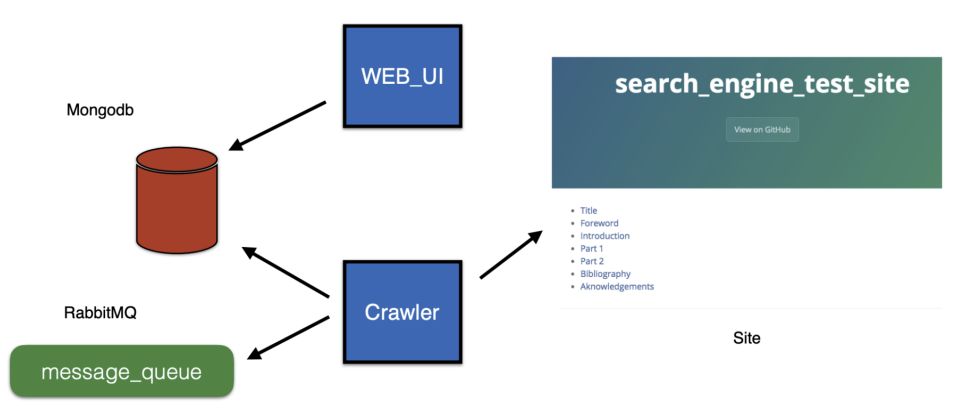 WEB_UI
search_engine_test_site
Mongodb
View on GitHub
Title
Foreword
Introduction
Part 1
Part 2
Bibliography
Aknowledgements
RabbitMQ
Crawler
Site
message_queue